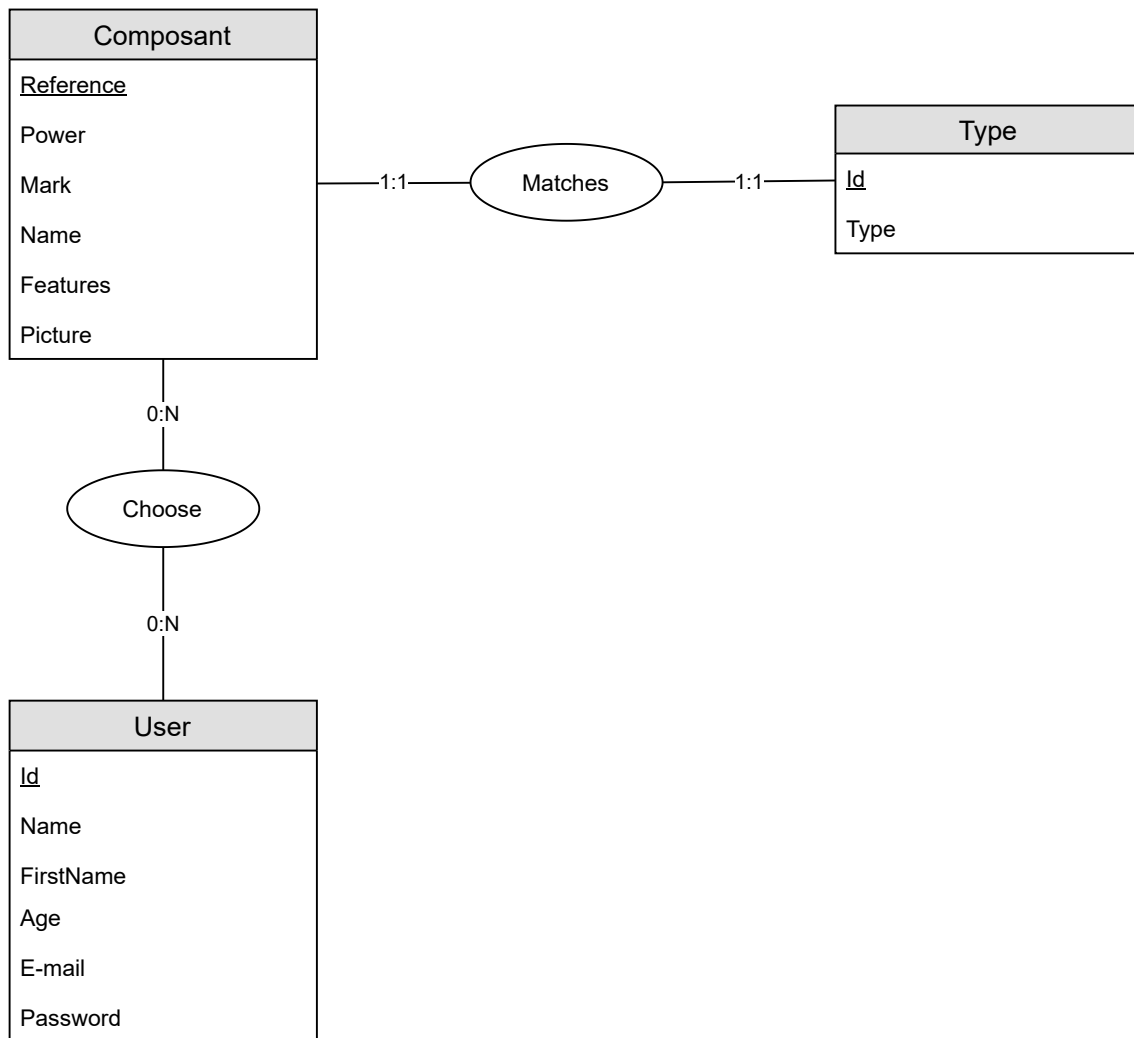 Composant
Reference
Power
Mark
Name
Features
Picture
1:1
Matches
1:1
Type
Id
Type
0:N
Choose
0:N
User
Id
Name
FirstName
Age
E-mail
Password